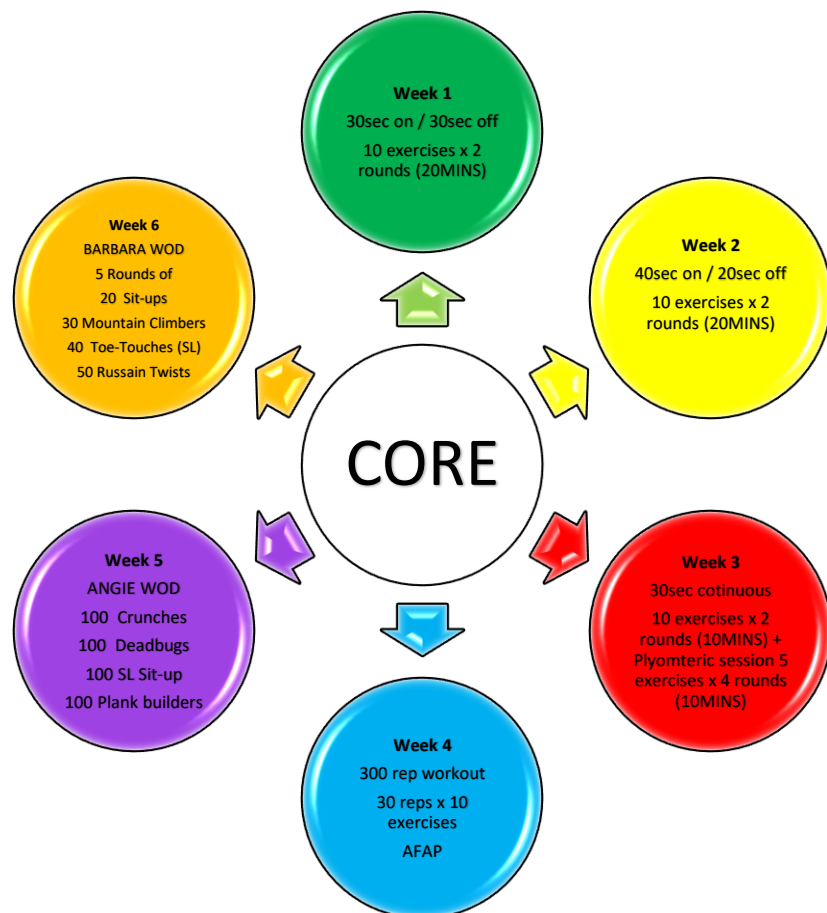 Week 1
30sec on / 30sec off
10 exercises x 2
rounds (20MINS)
Week 2
40sec on / 20sec off
10 exercises x 2
rounds (20MINS)
Week 3
30sec cotinuous
10 exercises x 2
rounds (10MINS) +
Plyomteric session 5
exercises x 4 rounds
(10MINS)
Week 4
300 rep workout
30 reps x 10
exercises
AFAP
Week 5
ANGIE WOD
100 Crunches
100 Deadbugs
100 SL Sit-up
100 Plank builders
Week 6
BARBARA WOD
5 Rounds of
20 Sit-ups
30 Mountain Climbers
40 Toe-Touches (SL)
50 Russain Twists
CORE